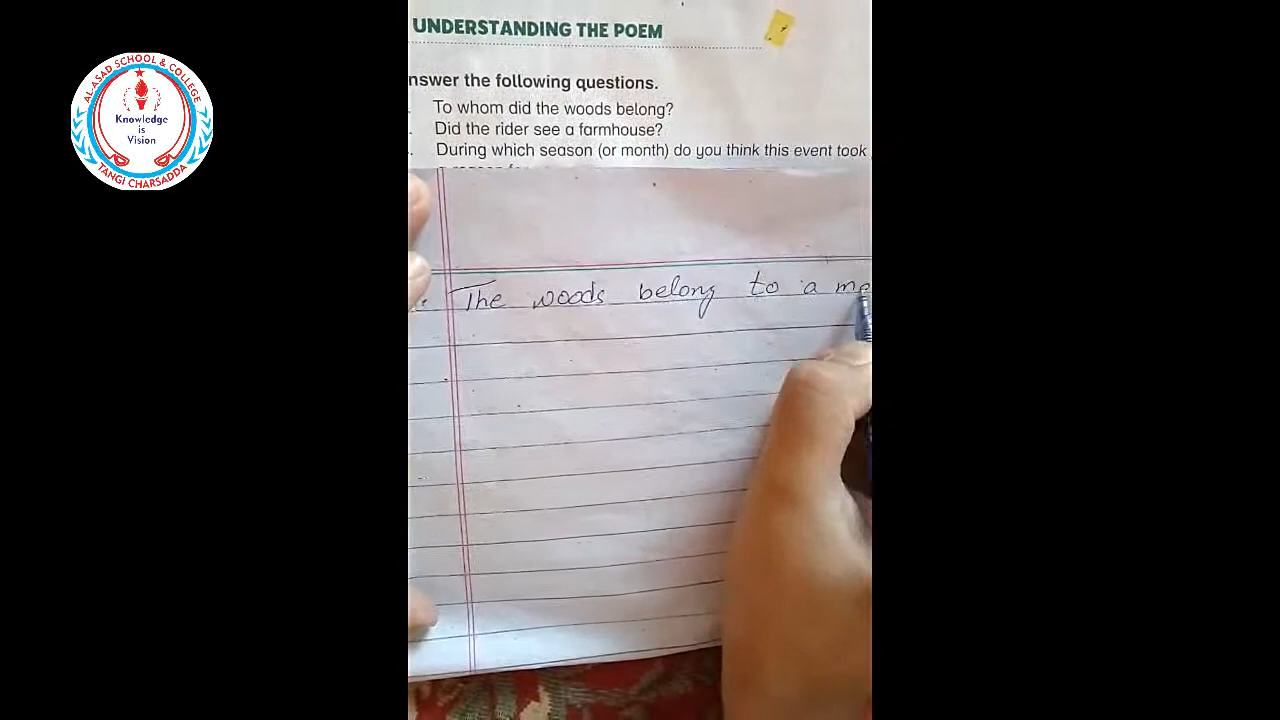 AL-ASAD SCHOOL & COLLEGE
Knowledge
is
Vision
TANGI CHARSADDA
UNDERSTANDING THE POEM
nswer the following questions.
To whom did the woods belong?
Did the rider see a farmhouse?
During which season (or month) do you think this event took
The woods belong to a